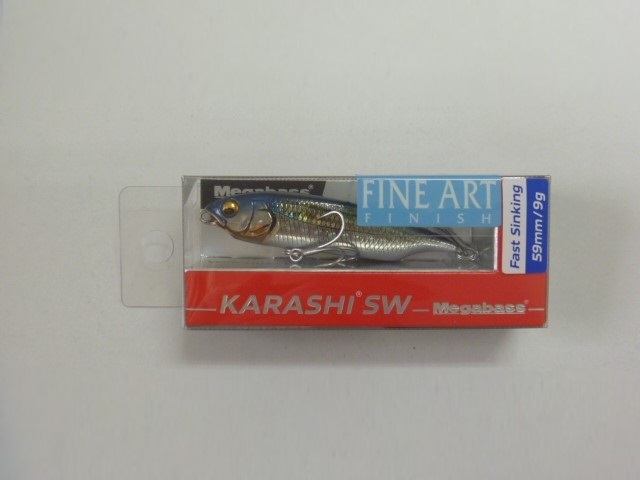 Megabass®
FINE ART
FINISH
Fast Sinking
59mm/9g
KARASHI® SW
Megabass®